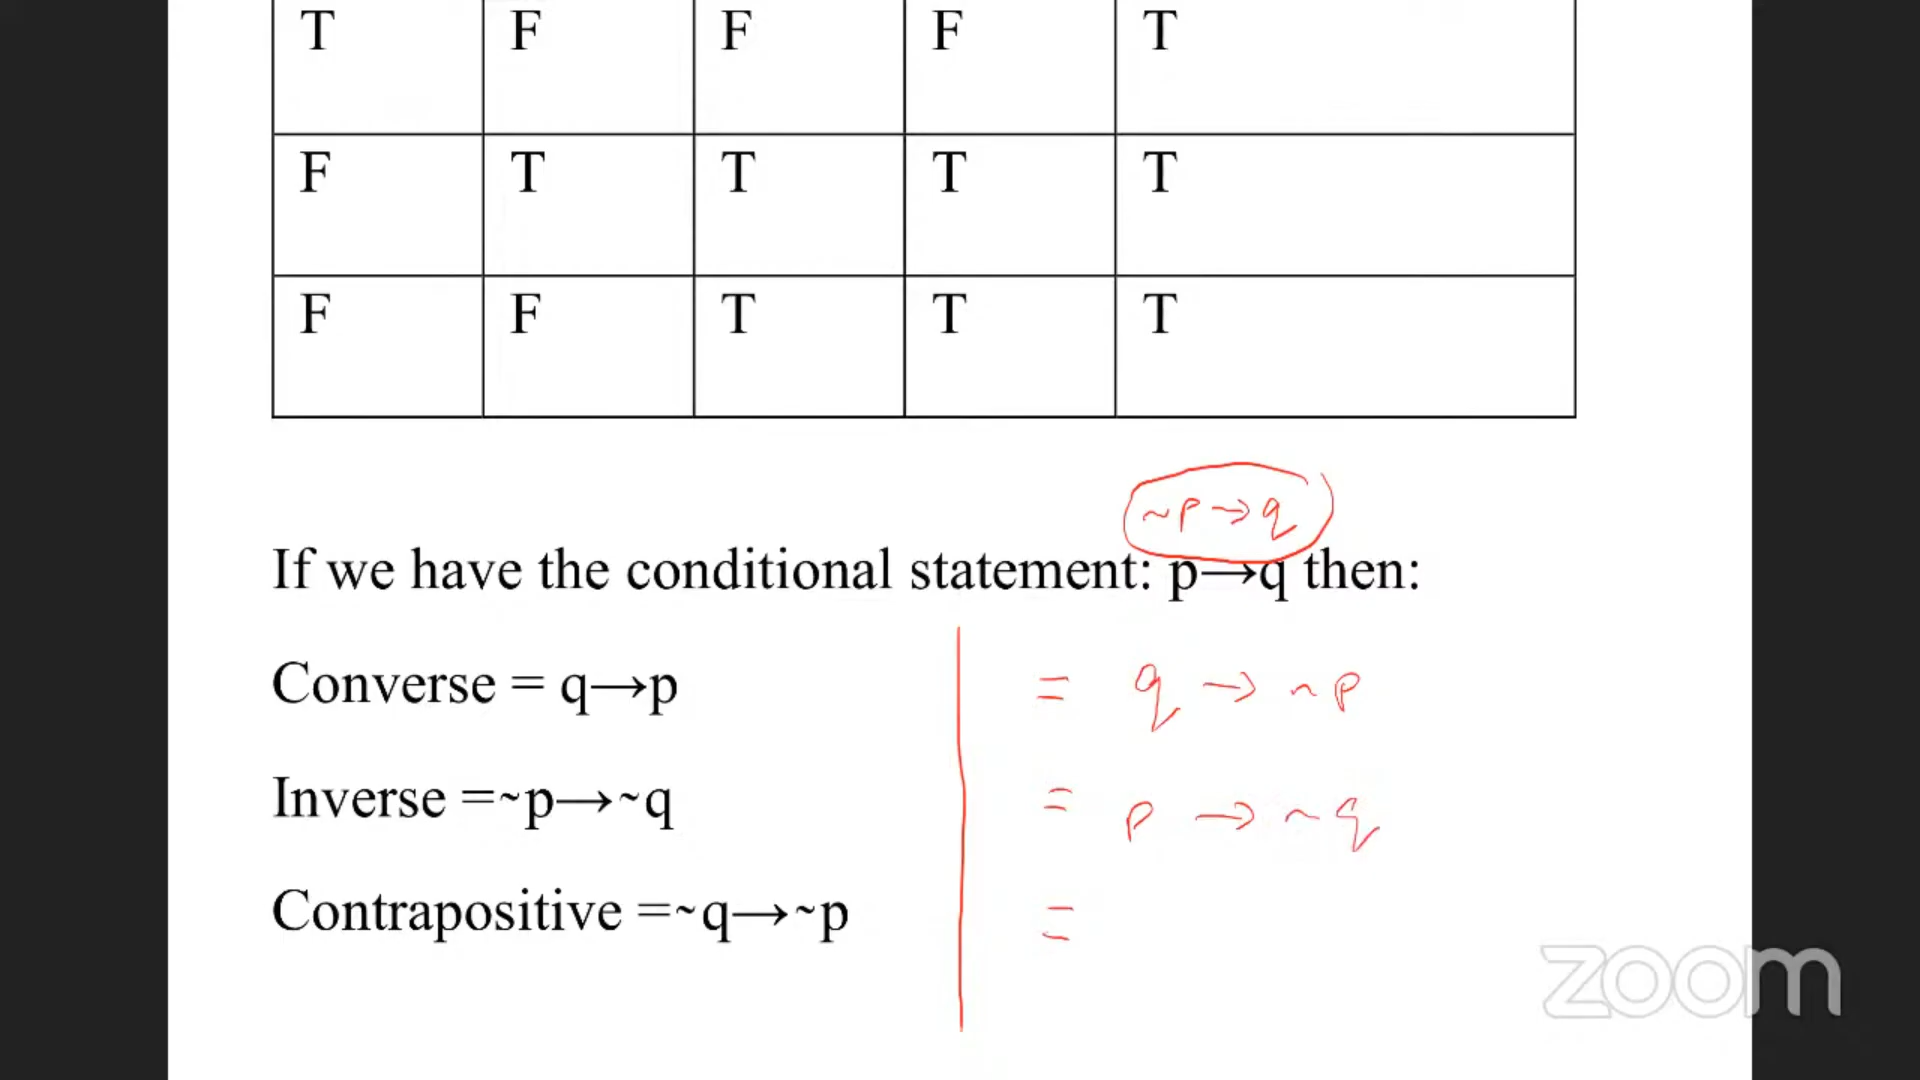 T F F F T
F T T T T
F F T T T
~p→q
If we have the conditional statement: p→q then:
Converse = q→p = q → ~p
Inverse =~p→~q = p → ~q
Contrapositive =~q→~p =
zoom